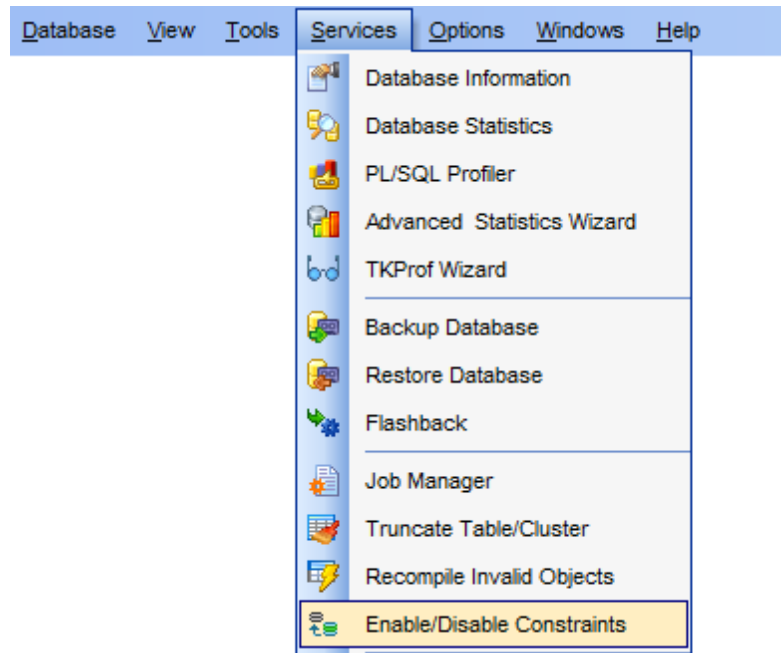 Database View Tools Services Options Windows Help
Database Information
Database Statistics
PL/SQL Profiler
Advanced Statistics Wizard
TKProf Wizard
Backup Database
Restore Database
Flashback
Job Manager
Truncate Table/Cluster
Recompile Invalid Objects
Enable/Disable Constraints